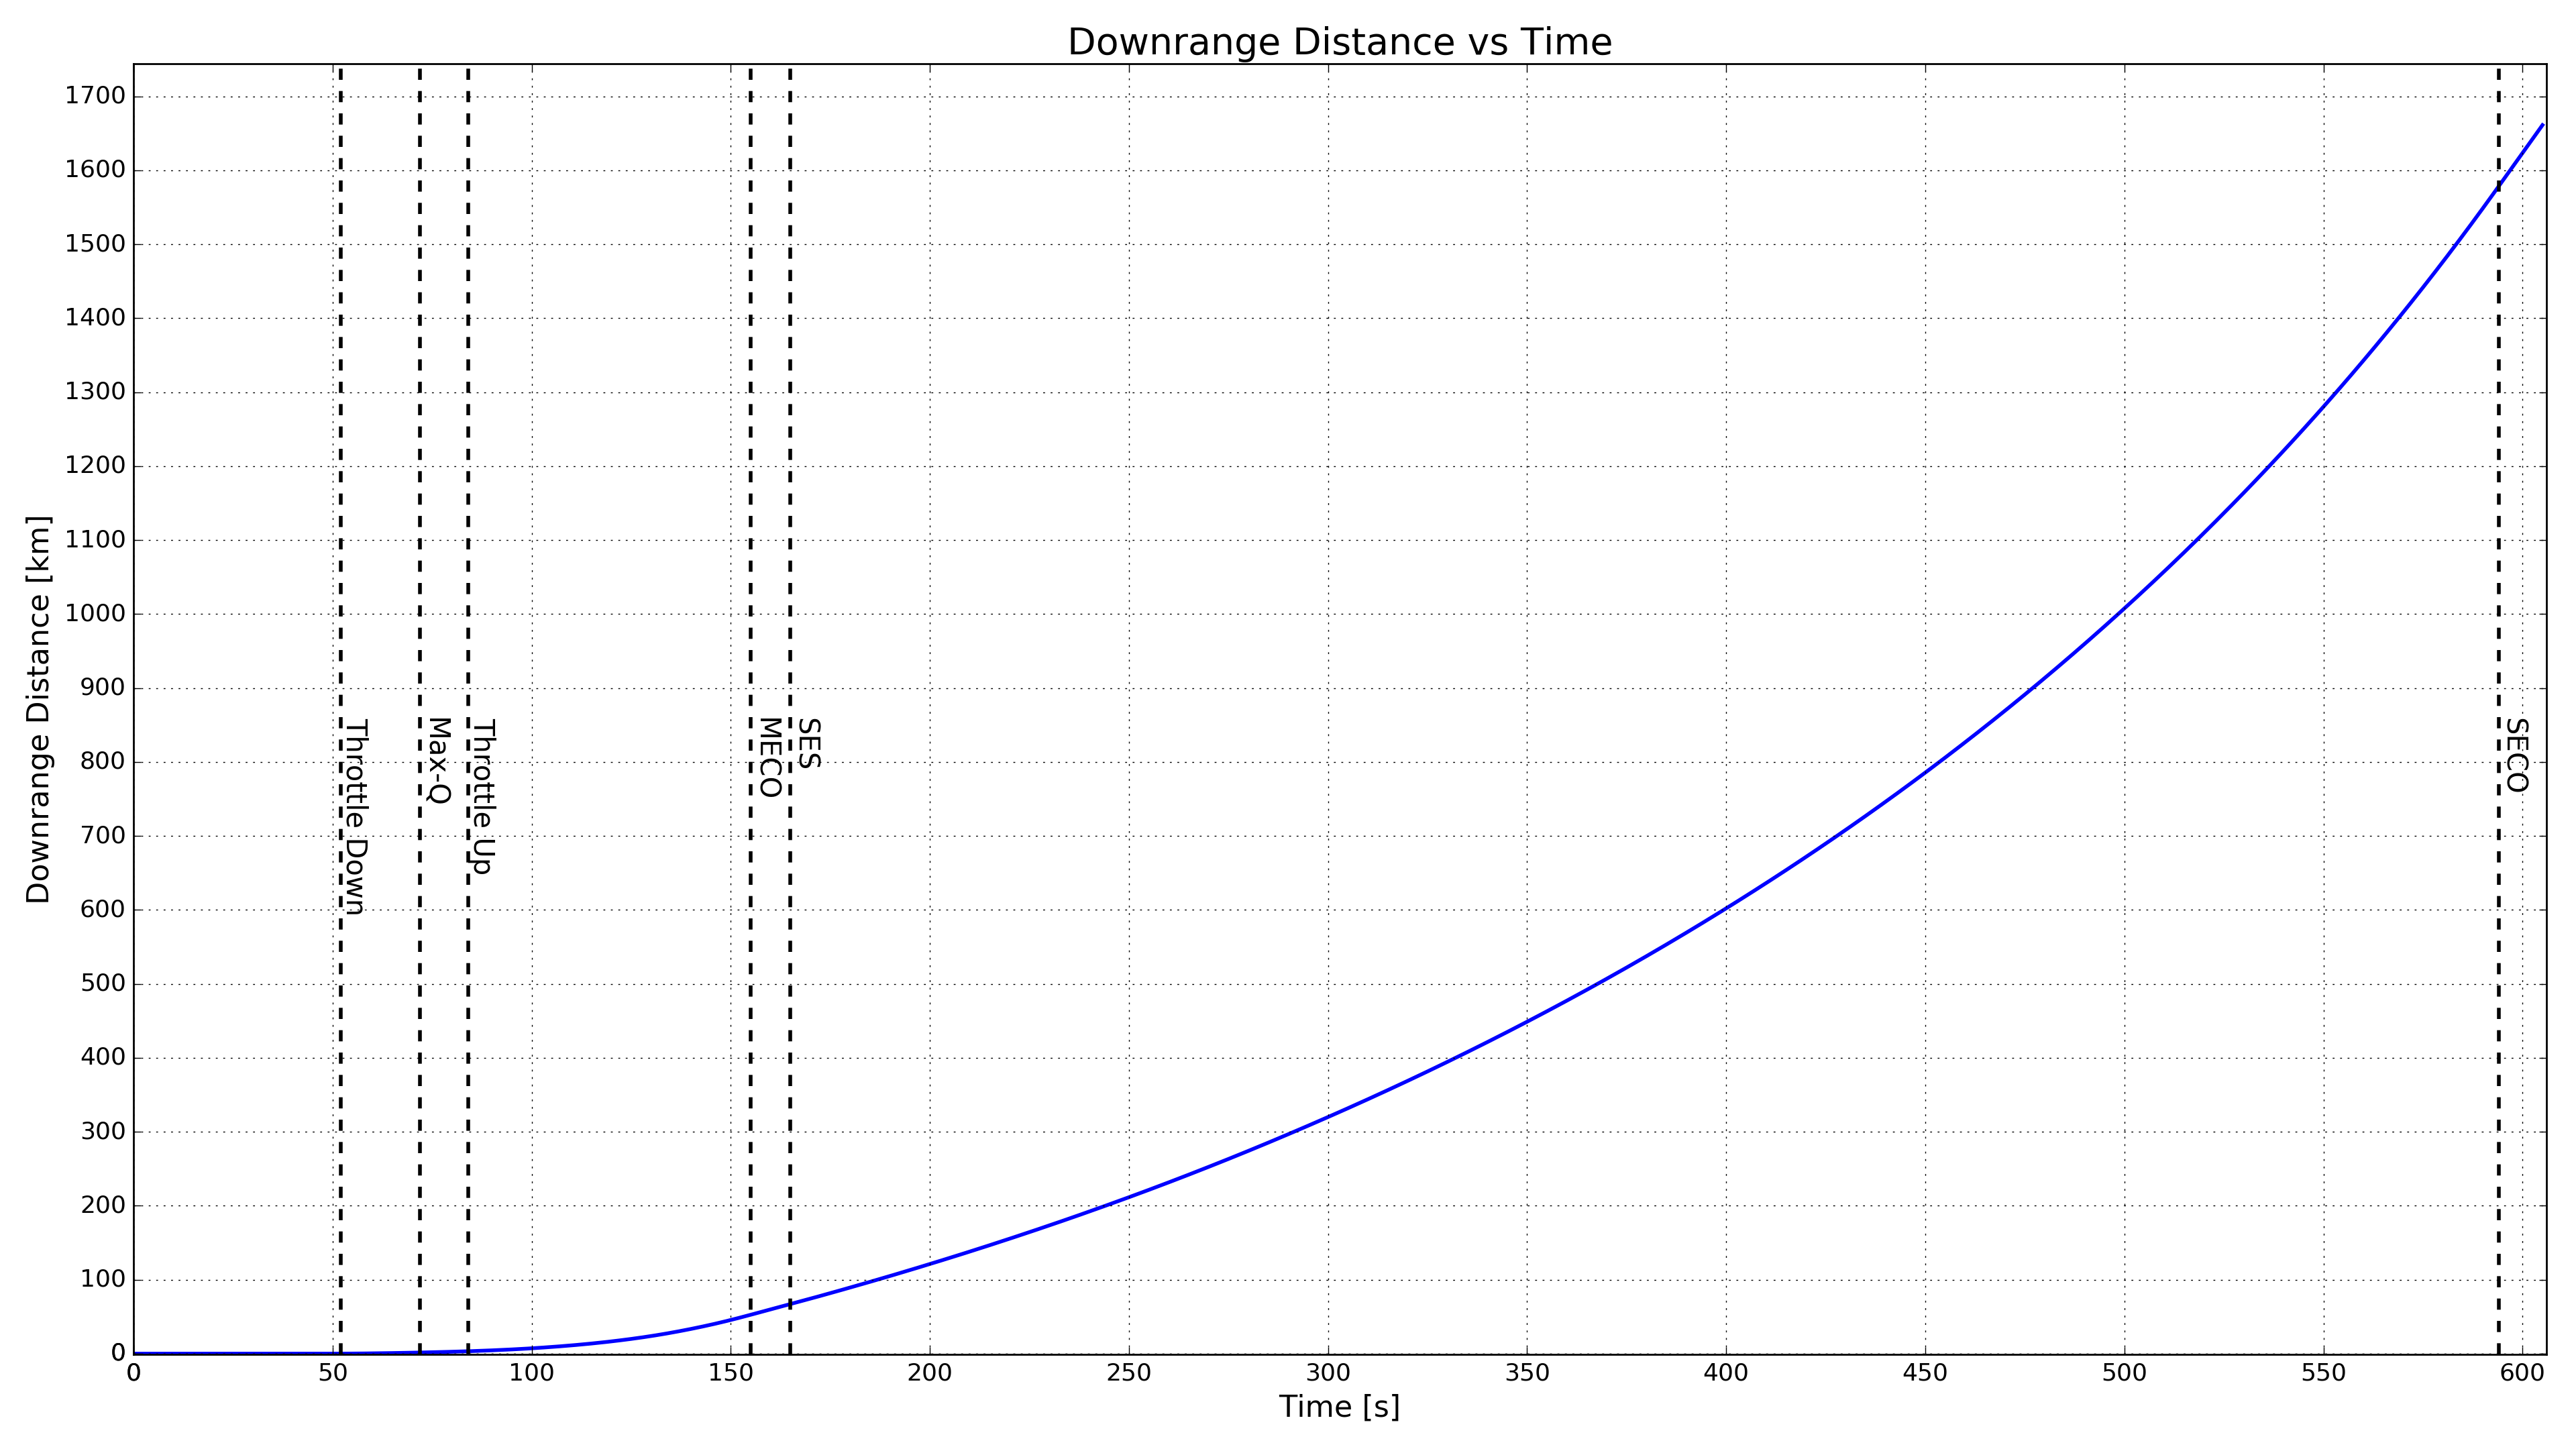 Downrange Distance vs Time
Downrange Distance [km]
1700
1600
1500
1400
1300
1200
1100
1000
900
800
700
600
500
400
300
200
100
0
Throttle Down
Max-Q
Throttle Up
MECO
SES
SECO
0 50 100 150 200 250 300 350 400 450 500 550 600
Time [s]